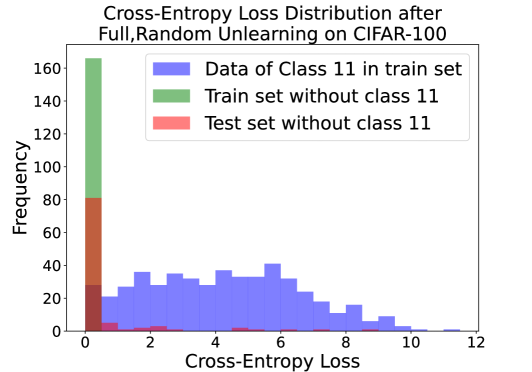 Cross-Entropy Loss Distribution after
Full,Random Unlearning on CIFAR-100
Data of Class 11 in train set
Train set without class 11
Test set without class 11
Frequency
160
140
120
100
80
60
40
20
0
0 2 4 6 8 10 12
Cross-Entropy Loss